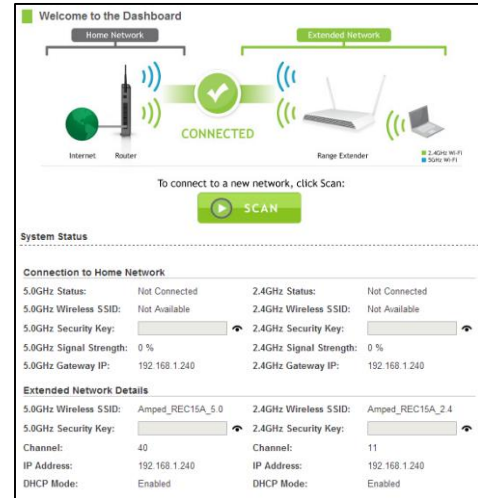 Welcome to the Dashboard
Home Network
Extended Network
CONNECTED
Internet
Router
Range Extender
2.4GHz Wi-Fi
5GHz Wi-Fi
To connect to a new network, click Scan:
SCAN
System Status
Connection to Home Network
5.0GHz Status: Not Connected 2.4GHz Status: Not Connected
5.0GHz Wireless SSID: Not Available 2.4GHz Wireless SSID: Not Available
5.0GHz Security Key: 2.4GHz Security Key:
5.0GHz Signal Strength: 0 % 2.4GHz Signal Strength: 0 %
5.0GHz Gateway IP: 192.168.1.240 2.4GHz Gateway IP: 192.168.1.240
Extended Network Details
5.0GHz Wireless SSID: Amped_REC15A_5.0 2.4GHz Wireless SSID: Amped_REC15A_2.4
5.0GHz Security Key: 2.4GHz Security Key:
Channel: 40 Channel: 11
IP Address: 192.168.1.240 IP Address: 192.168.1.240
DHCP Mode: Enabled DHCP Mode: Enabled